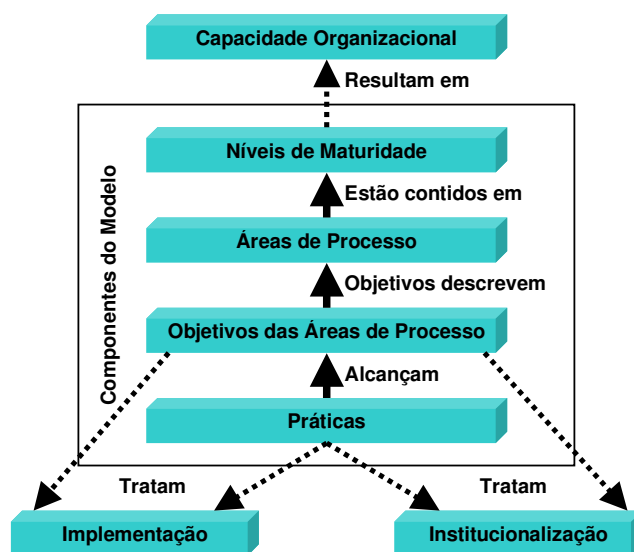 Capacidade Organizacional
Resultam em
Níveis de Maturidade
Estão contidos em
Áreas de Processo
Objetivos descrevem
Objetivos das Áreas de Processo
Alcançam
Práticas
Componentes do Modelo
Tratam
Tratam
Implementação
Institucionalização